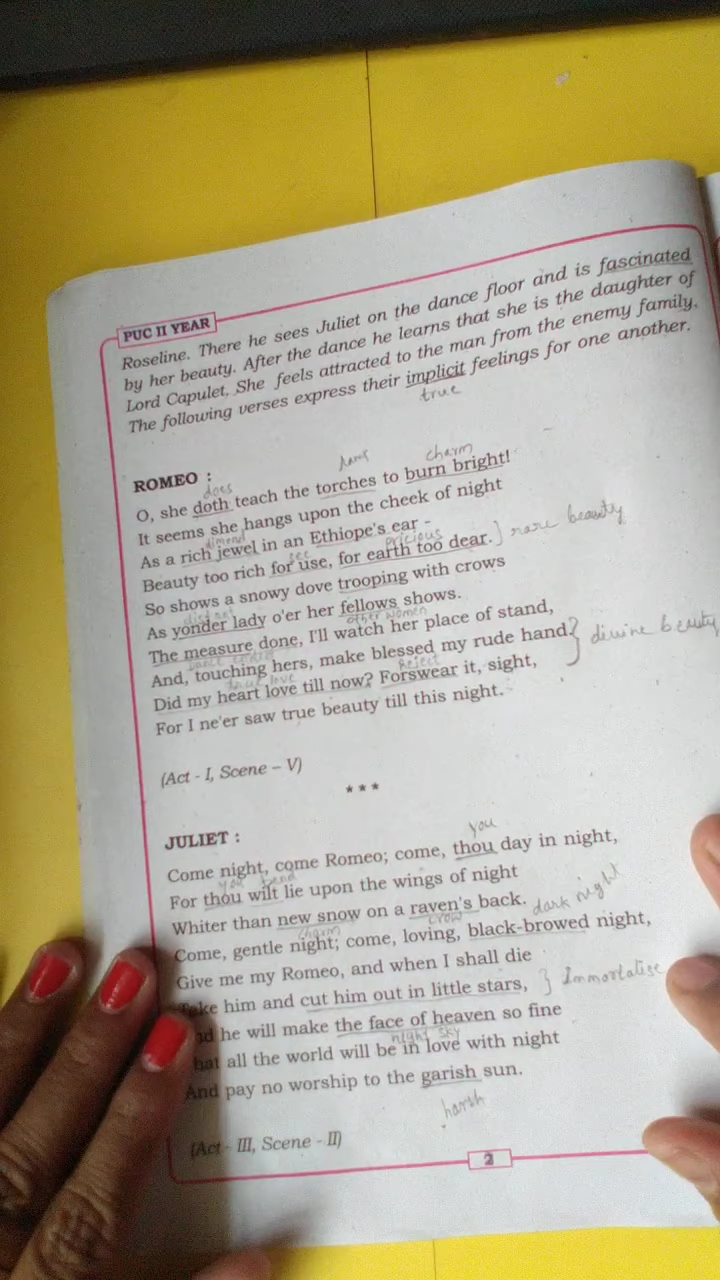 PUC II YEAR
Roseline. There he sees Juliet on the dance floor and is fascinated
by her beauty. After the dance he learns that she is the daughter of
Lord Capulet. She feels attracted to the man from the enemy family.
The following verses express their implicit feelings for one another.
true
ROMEO :
does charm
O, she doth teach the torches to burn bright!
It seems she hangs upon the cheek of night
As a rich jewel in an Ethiope's ear -
see precious
Beauty too rich for use, for earth too dear. rare beauty
So shows a snowy dove trooping with crows
distant
As yonder lady o'er her fellows shows.
other women
The measure done, I'll watch her place of stand,
And, touching hers, make blessed my rude hand divine beauty
true love Reject
Did my heart love till now? Forswear it, sight,
For I ne'er saw true beauty till this night.
(Act - I, Scene – V)
***
JULIET :
you
Come night, come Romeo; come, thou day in night,
you
For thou wilt lie upon the wings of night
Whiter than new snow on a raven's back. dark night
charm crow
Come, gentle night; come, loving, black-browed night,
Give me my Romeo, and when I shall die
Take him and cut him out in little stars, Immortalise
And he will make the face of heaven so fine
night sky
That all the world will be in love with night
And pay no worship to the garish sun.
harsh
(Act - III, Scene - II)
2